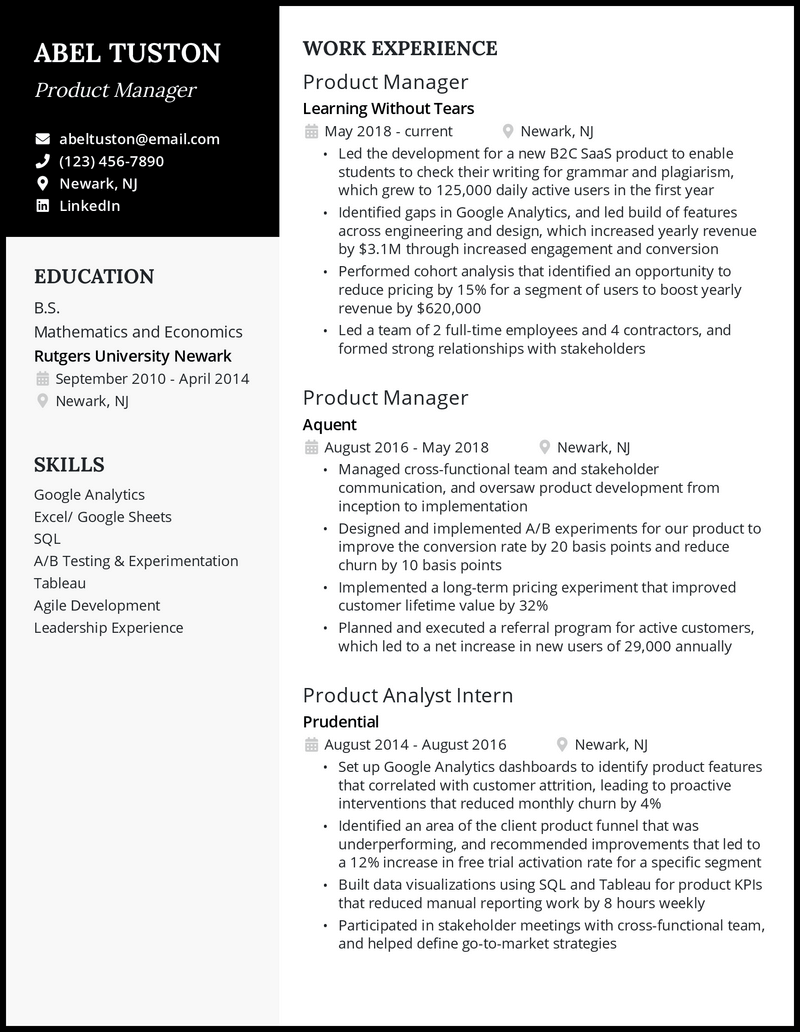 ABEL TUSTON
Product Manager
abeltuston@email.com
(123) 456-7890
Newark, NJ
LinkedIn
EDUCATION
B.S.
Mathematics and Economics
Rutgers University Newark
September 2010 - April 2014
Newark, NJ
SKILLS
Google Analytics
Excel/ Google Sheets
SQL
A/B Testing & Experimentation
Tableau
Agile Development
Leadership Experience
WORK EXPERIENCE
Product Manager
Learning Without Tears
May 2018 - current Newark, NJ
• Led the development for a new B2C SaaS product to enable
students to check their writing for grammar and plagiarism,
which grew to 125,000 daily active users in the first year
• Identified gaps in Google Analytics, and led build of features
across engineering and design, which increased yearly revenue
by $3.1M through increased engagement and conversion
• Performed cohort analysis that identified an opportunity to
reduce pricing by 15% for a segment of users to boost yearly
revenue by $620,000
• Led a team of 2 full-time employees and 4 contractors, and
formed strong relationships with stakeholders
Product Manager
Aquent
August 2016 - May 2018 Newark, NJ
• Managed cross-functional team and stakeholder
communication, and oversaw product development from
inception to implementation
• Designed and implemented A/B experiments for our product to
improve the conversion rate by 20 basis points and reduce
churn by 10 basis points
• Implemented a long-term pricing experiment that improved
customer lifetime value by 32%
• Planned and executed a referral program for active customers,
which led to a net increase in new users of 29,000 annually
Product Analyst Intern
Prudential
August 2014 - August 2016 Newark, NJ
• Set up Google Analytics dashboards to identify product features
that correlated with customer attrition, leading to proactive
interventions that reduced monthly churn by 4%
• Identified an area of the client product funnel that was
underperforming, and recommended improvements that led to
a 12% increase in free trial activation rate for a specific segment
• Built data visualizations using SQL and Tableau for product KPIs
that reduced manual reporting work by 8 hours weekly
• Participated in stakeholder meetings with cross-functional team,
and helped define go-to-market strategies